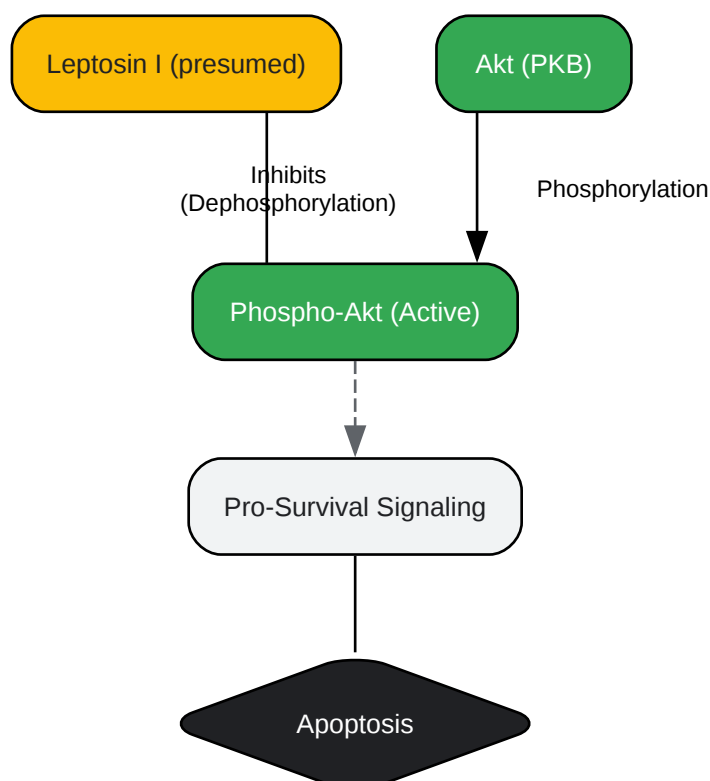 Leptosin I (presumed)
Akt (PKB)
Inhibits
(Dephosphorylation)
Phosphorylation
Phospho-Akt (Active)
Pro-Survival Signaling
Apoptosis